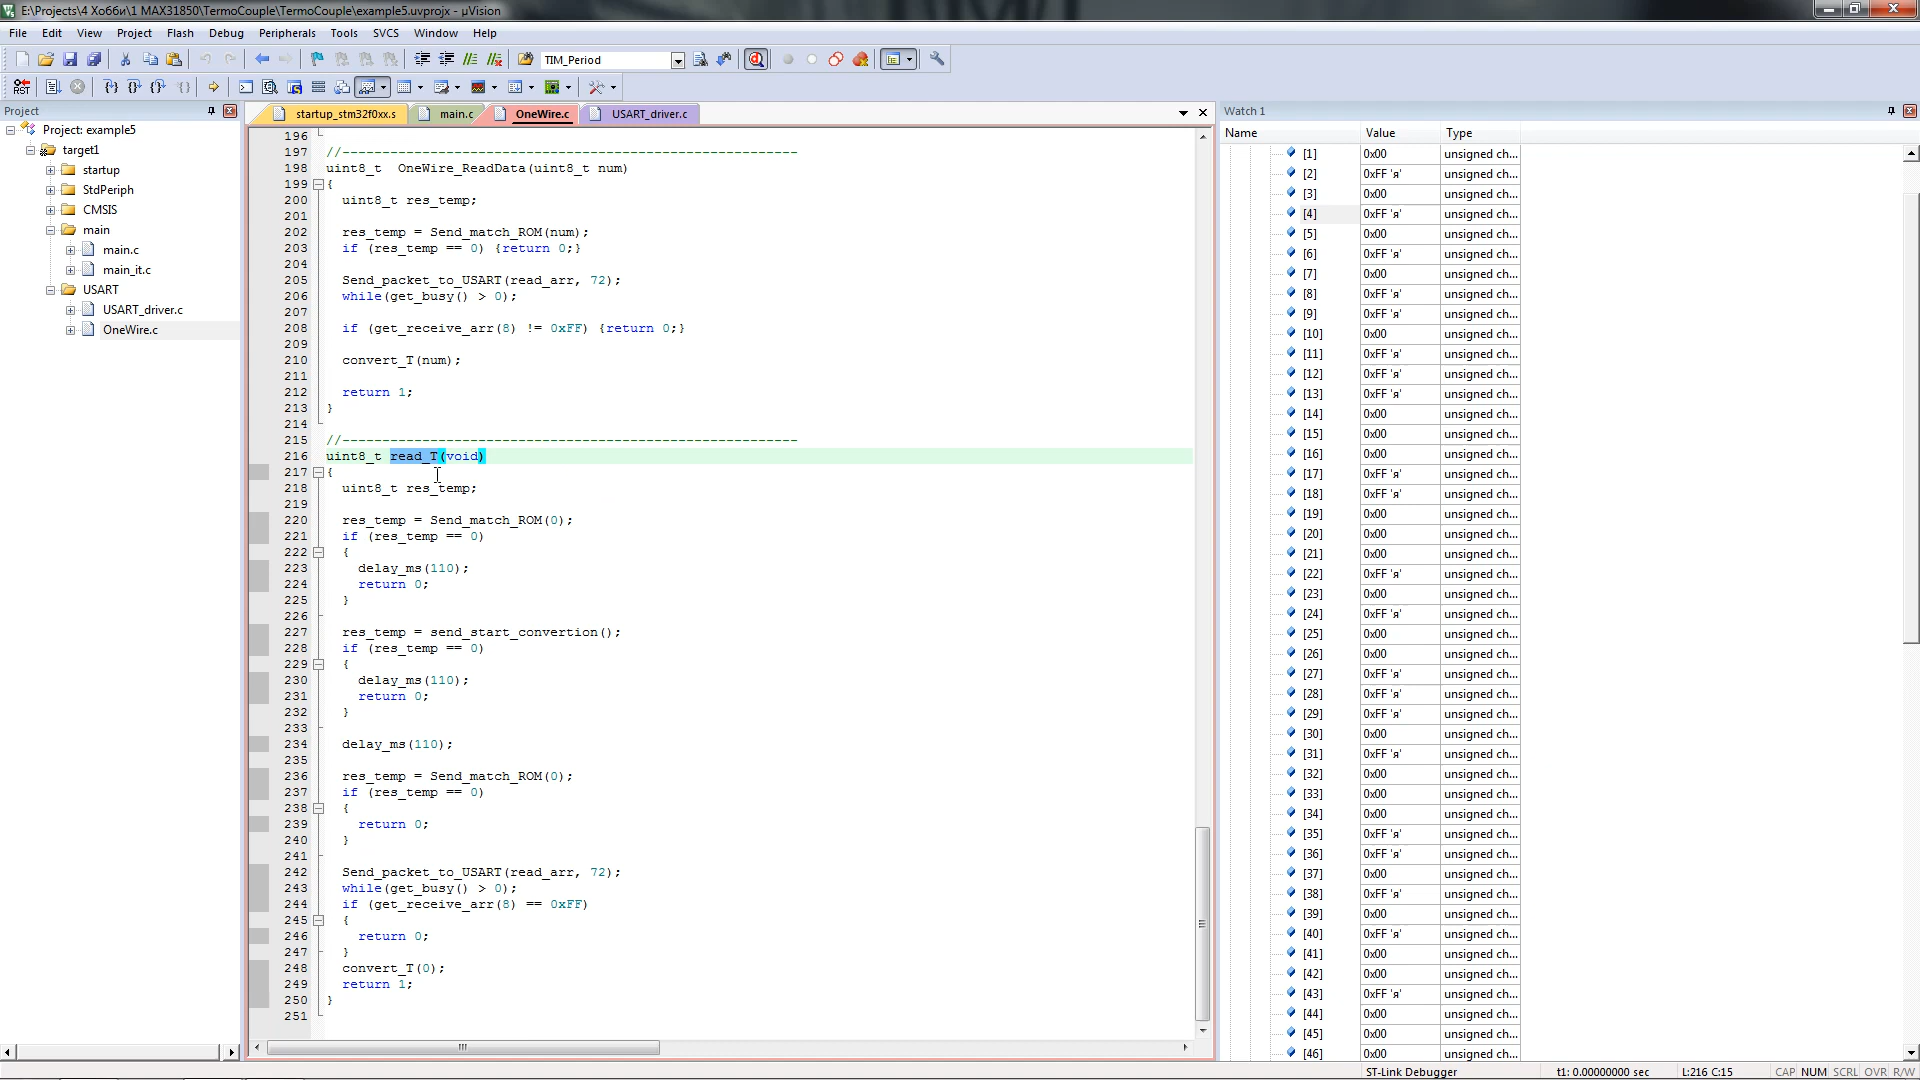 E:\Projects\4 Хобби\1 MAX31850\TermoCouple\TermoCouple\example5.uvprojx - µVision
File Edit View Project Flash Debug Peripherals Tools SVCS Window Help
TIM_Period
RST
Project
Project: example5
target1
startup
StdPeriph
CMSIS
main
main.c
main_it.c
USART
USART_driver.c
OneWire.c
startup_stm32f0xx.s main.c OneWire.c USART_driver.c
196
197 //---------------------------------------------------------
198 uint8_t  OneWire_ReadData(uint8_t num)
199 {
200   uint8_t res_temp;
201
202   res_temp = Send_match_ROM(num);
203   if (res_temp == 0) {return 0;}
204
205   Send_packet_to_USART(read_arr, 72);
206   while(get_busy() > 0);
207
208   if (get_receive_arr(8) != 0xFF) {return 0;}
209
210   convert_T(num);
211
212   return 1;
213 }
214
215 //---------------------------------------------------------
216 uint8_t read_T(void)
217 {
218   uint8_t res_temp;
219
220   res_temp = Send_match_ROM(0);
221   if (res_temp == 0)
222   {
223     delay_ms(110);
224     return 0;
225   }
226
227   res_temp = send_start_convertion();
228   if (res_temp == 0)
229   {
230     delay_ms(110);
231     return 0;
232   }
233
234   delay_ms(110);
235
236   res_temp = Send_match_ROM(0);
237   if (res_temp == 0)
238   {
239     return 0;
240   }
241
242   Send_packet_to_USART(read_arr, 72);
243   while(get_busy() > 0);
244   if (get_receive_arr(8) == 0xFF)
245   {
246     return 0;
247   }
248   convert_T(0);
249   return 1;
250 }
251
Watch 1
Name Value Type
[1] 0x00 unsigned ch...
[2] 0xFF 'я' unsigned ch...
[3] 0x00 unsigned ch...
[4] 0xFF 'я' unsigned ch...
[5] 0x00 unsigned ch...
[6] 0xFF 'я' unsigned ch...
[7] 0x00 unsigned ch...
[8] 0xFF 'я' unsigned ch...
[9] 0xFF 'я' unsigned ch...
[10] 0x00 unsigned ch...
[11] 0xFF 'я' unsigned ch...
[12] 0xFF 'я' unsigned ch...
[13] 0xFF 'я' unsigned ch...
[14] 0x00 unsigned ch...
[15] 0x00 unsigned ch...
[16] 0x00 unsigned ch...
[17] 0xFF 'я' unsigned ch...
[18] 0xFF 'я' unsigned ch...
[19] 0x00 unsigned ch...
[20] 0x00 unsigned ch...
[21] 0x00 unsigned ch...
[22] 0xFF 'я' unsigned ch...
[23] 0x00 unsigned ch...
[24] 0xFF 'я' unsigned ch...
[25] 0x00 unsigned ch...
[26] 0x00 unsigned ch...
[27] 0xFF 'я' unsigned ch...
[28] 0xFF 'я' unsigned ch...
[29] 0xFF 'я' unsigned ch...
[30] 0x00 unsigned ch...
[31] 0xFF 'я' unsigned ch...
[32] 0x00 unsigned ch...
[33] 0x00 unsigned ch...
[34] 0x00 unsigned ch...
[35] 0xFF 'я' unsigned ch...
[36] 0xFF 'я' unsigned ch...
[37] 0x00 unsigned ch...
[38] 0xFF 'я' unsigned ch...
[39] 0x00 unsigned ch...
[40] 0xFF 'я' unsigned ch...
[41] 0x00 unsigned ch...
[42] 0x00 unsigned ch...
[43] 0xFF 'я' unsigned ch...
[44] 0x00 unsigned ch...
[45] 0x00 unsigned ch...
[46] 0x00 unsigned ch...
ST-Link Debugger t1: 0.00000000 sec L:216 C:15 CAP NUM SCRL OVR R/W